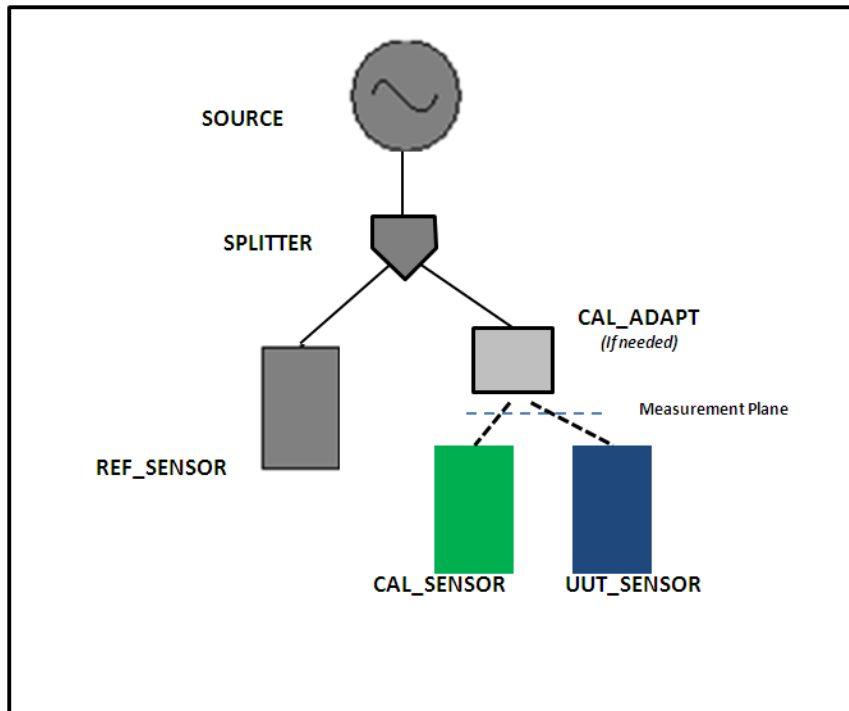 SOURCE
SPLITTER
CAL_ADAPT
(If needed)
Measurement Plane
REF_SENSOR
CAL_SENSOR
UUT_SENSOR